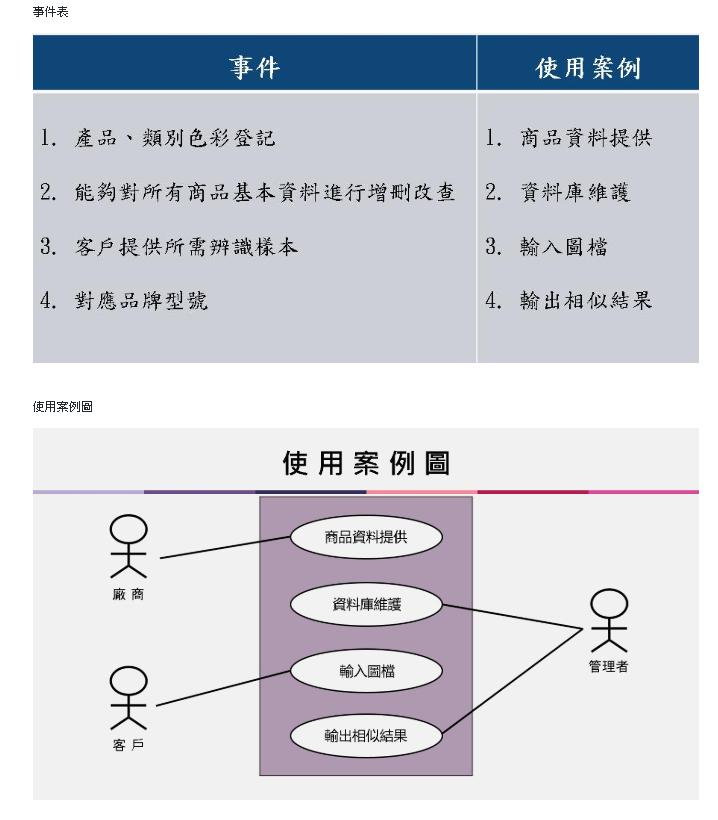 事件表
事件
使用案例
1. 產品、類別色彩登記
1. 商品資料提供
2. 能夠對所有商品基本資料進行增刪改查
2. 資料庫維護
3. 客戶提供所需辨識樣本
3. 輸入圖檔
4. 對應品牌型號
4. 輸出相似結果
使用案例圖
使用案例圖
商品資料提供
廠商
資料庫維護
管理者
輸入圖檔
客戶
輸出相似結果